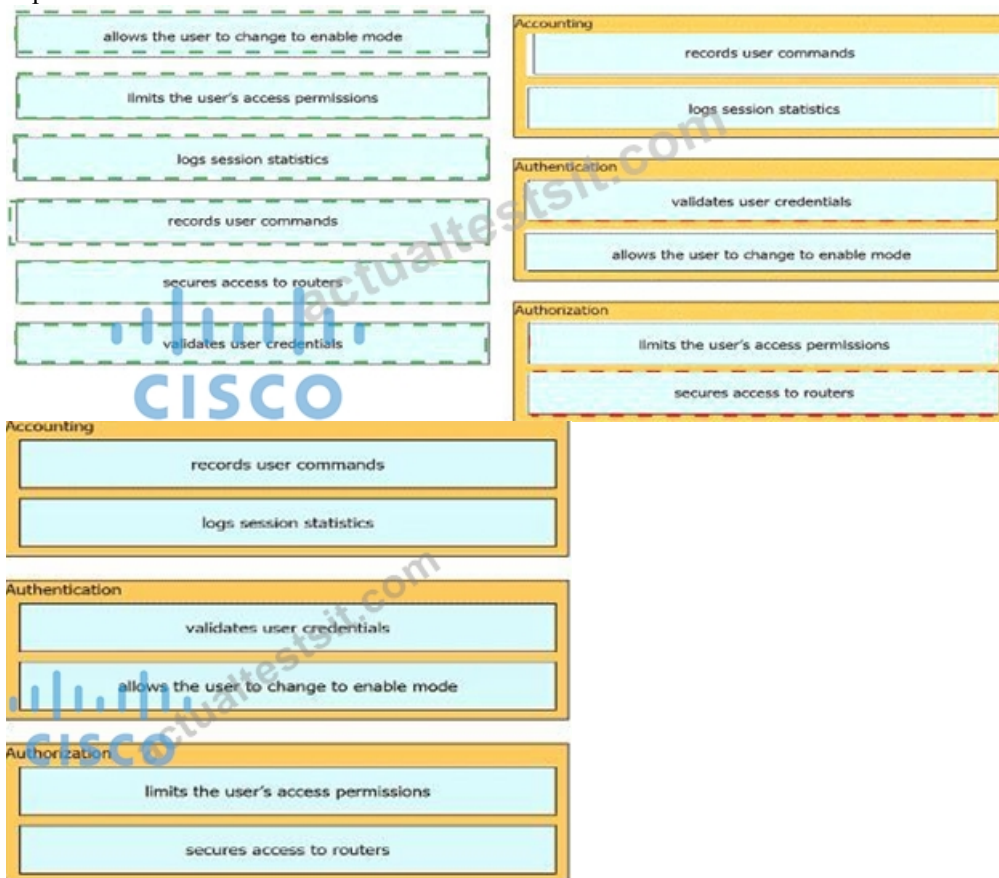 allows the user to change to enable mode
limits the user's access permissions
logs session statistics
records user commands
secures access to routers
validates user credentials
CISCO
Accounting
records user commands
logs session statistics
Authentication
validates user credentials
allows the user to change to enable mode
Authorization
limits the user's access permissions
secures access to routers
actualtestsit.com
Accounting
records user commands
logs session statistics
Authentication
validates user credentials
allows the user to change to enable mode
Authorization
limits the user's access permissions
secures access to routers
CISCO
actualtestsit.com